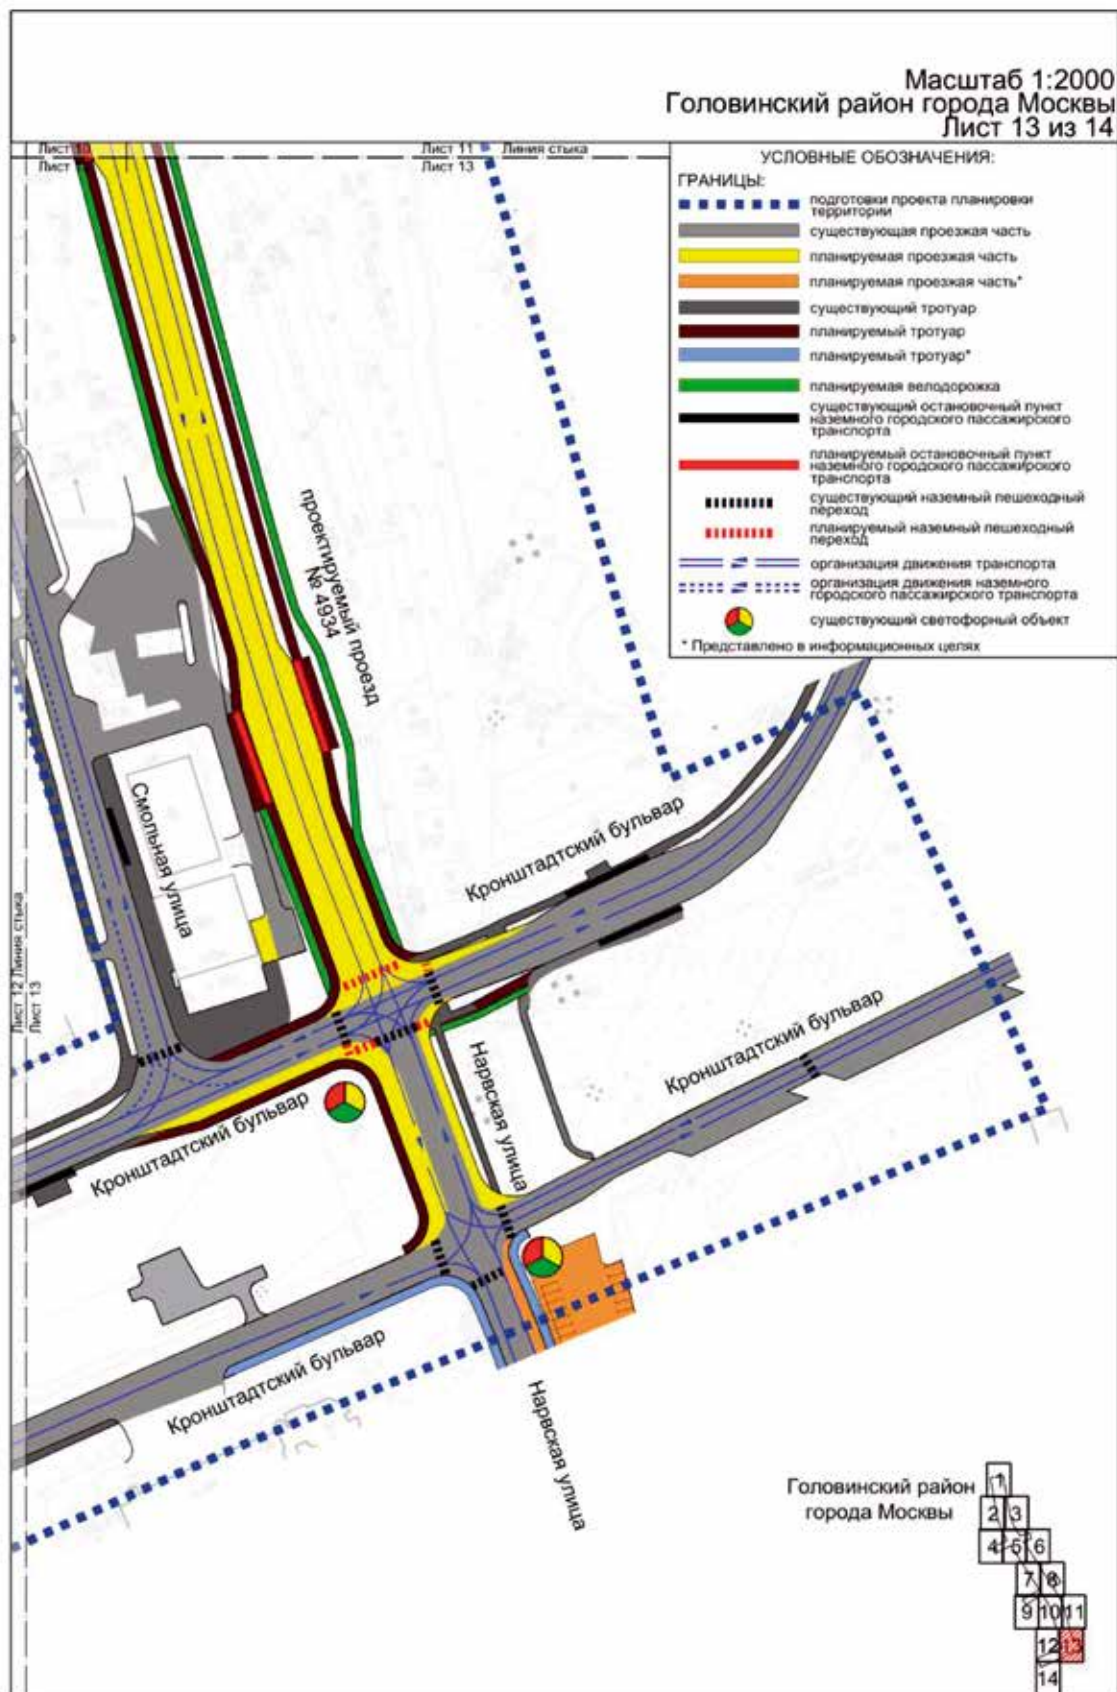 Масштаб 1:2000
Головинский район города Москвы
Лист 13 из 14
Лист 11
Линия стыка
Лист 13
УСЛОВНЫЕ ОБОЗНАЧЕНИЯ:
ГРАНИЦЫ:
подготовки проекта планировки
территории
существующая проезжая часть
планируемая проезжая часть
планируемая проезжая часть*
существующий тротуар
планируемый тротуар
планируемый тротуар*
планируемая велодорожка
существующий остановочный пункт
наземного городского пассажирского
транспорта
планируемый остановочный пункт
наземного городского пассажирского
транспорта
существующий наземный пешеходный
переход
планируемый наземный пешеходный
переход
организация движения транспорта
организация движения наземного
городского пассажирского транспорта
существующий светофорный объект
* Представлено в информационных целях
проектируемый проезд
№ 4934
Смольная улица
Кронштадтский бульвар
Лист 12 Линия стыка
Лист 13
Кронштадтский бульвар
Нарвская улица
Кронштадтский бульвар
Кронштадтский бульвар
Нарвская улица
Головинский район
города Москвы
1
2 3
4 5 6
7 8
9 10 11
12 13
14